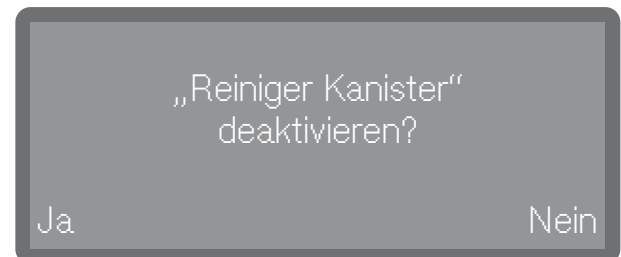 „Reiniger Kanister“
deaktivieren?
Ja Nein